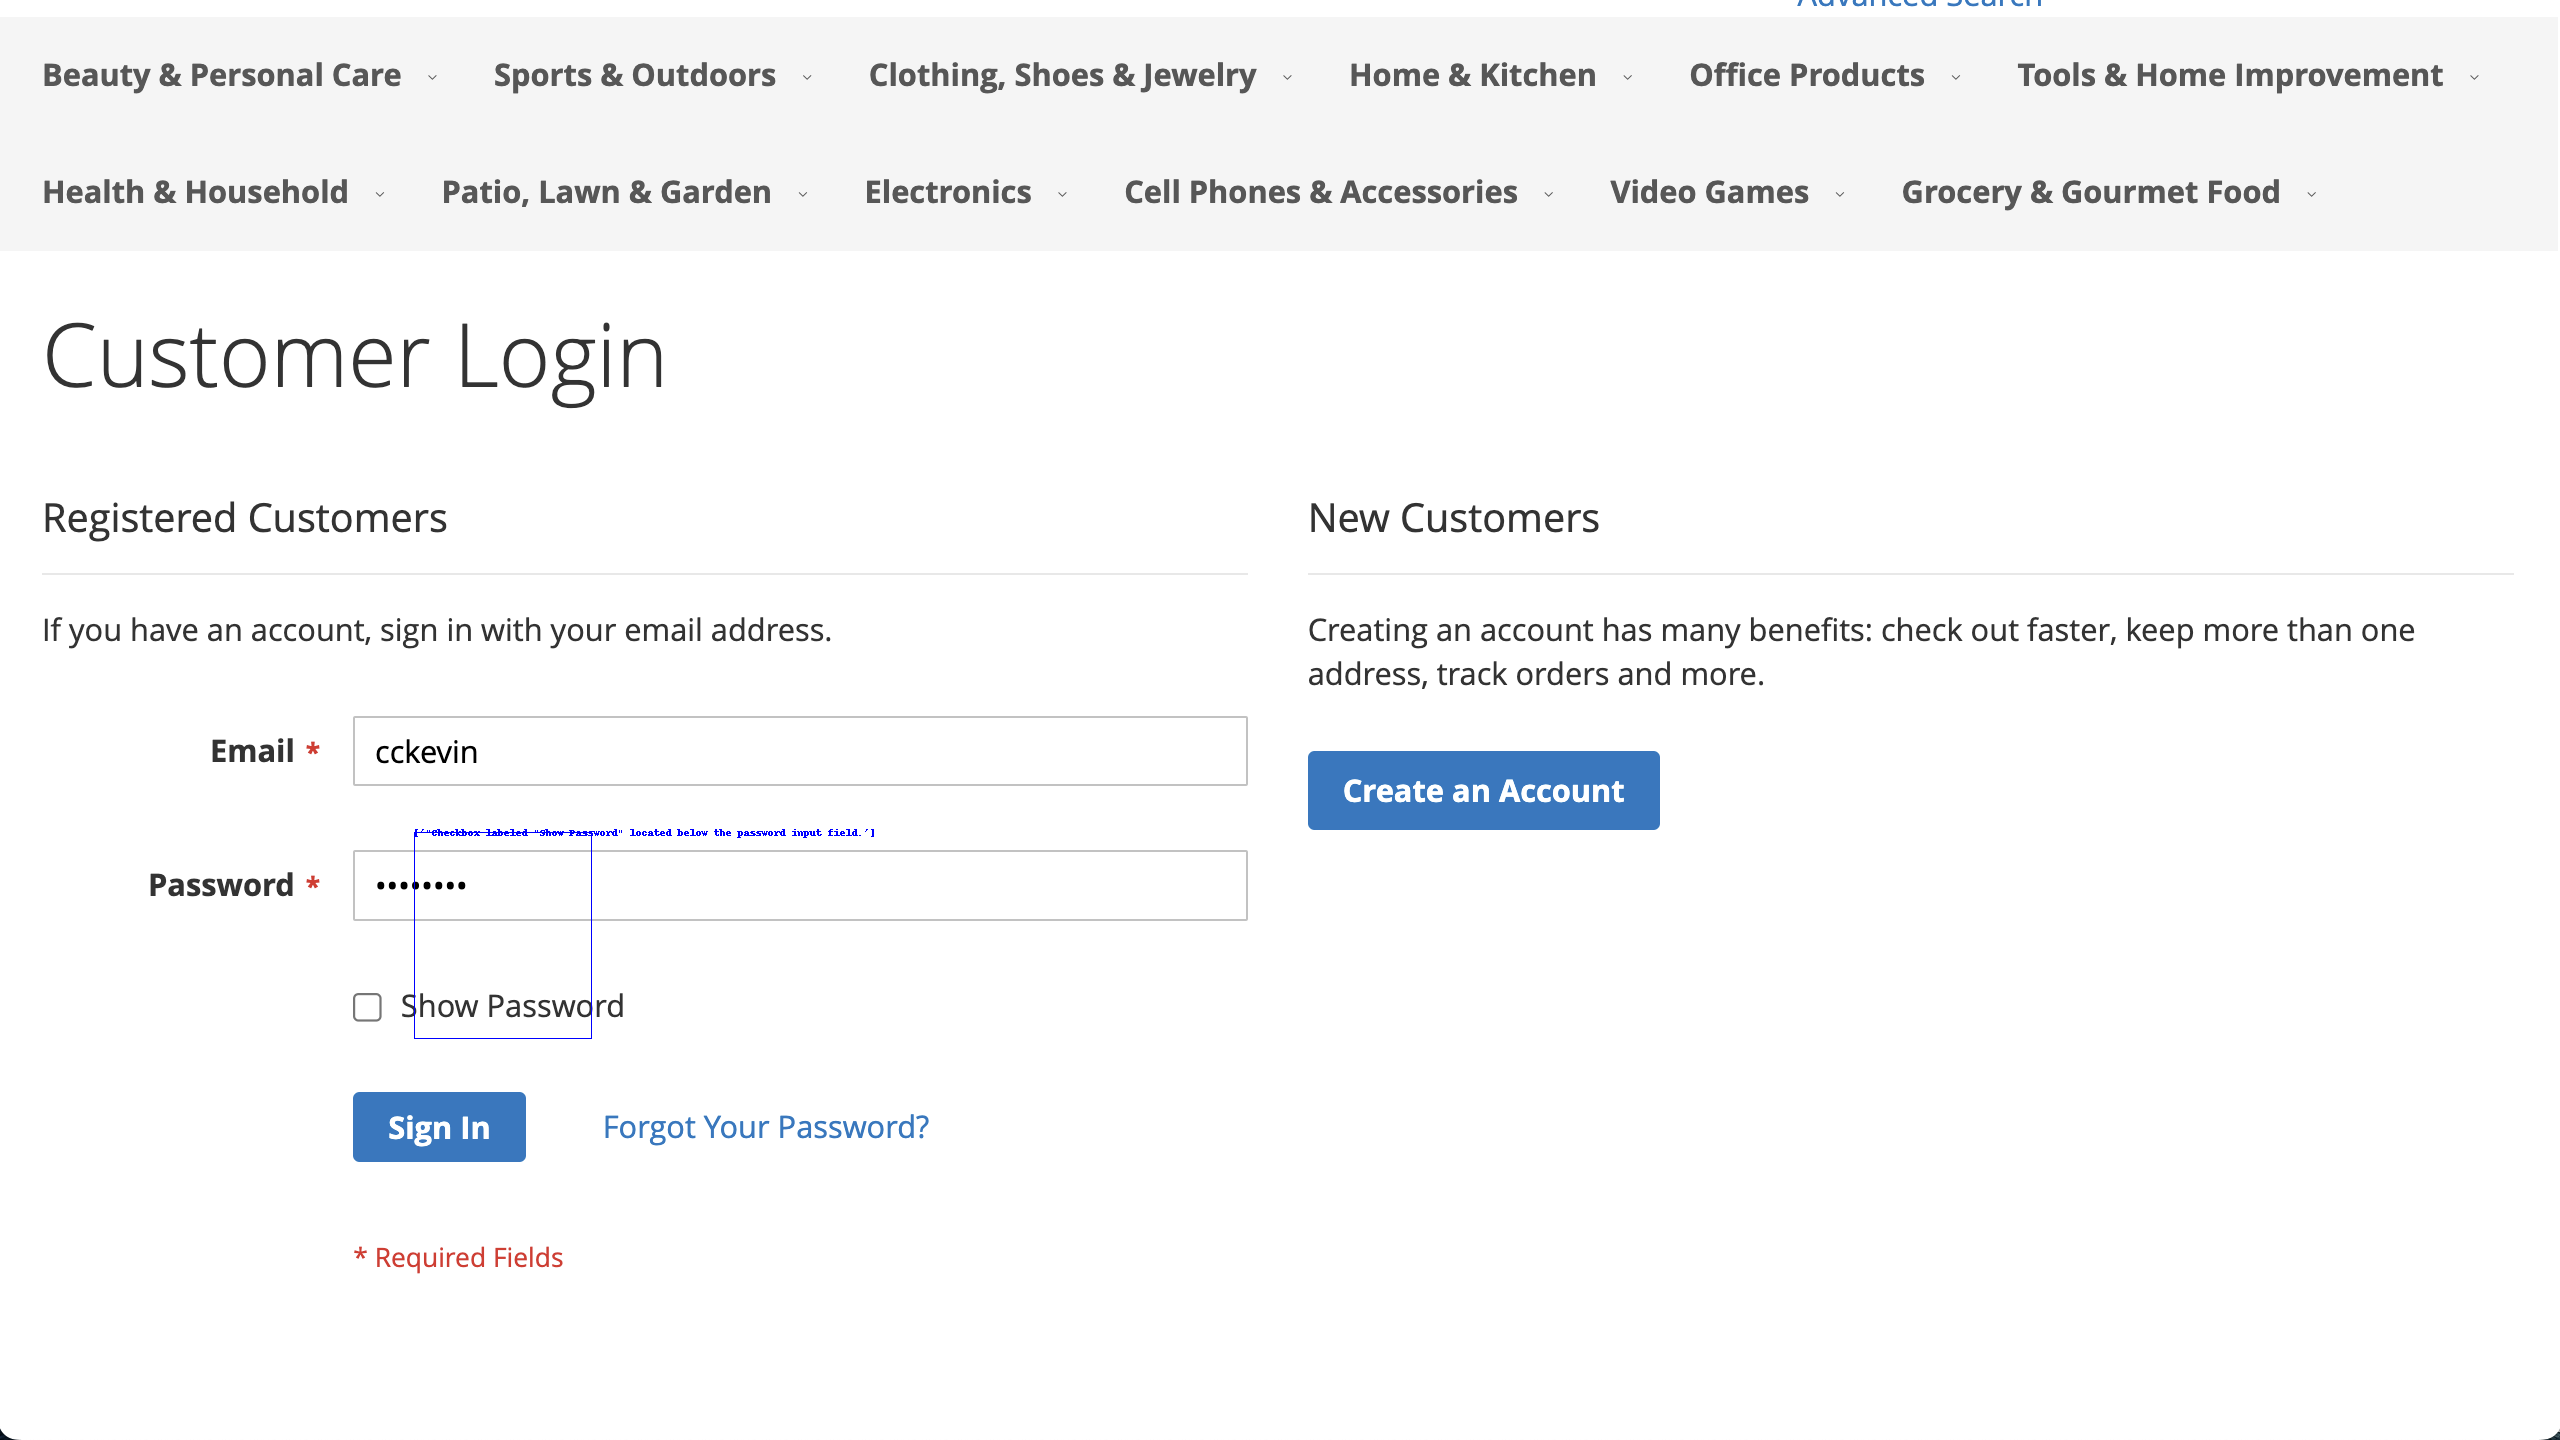 Beauty & Personal Care Sports & Outdoors Clothing, Shoes & Jewelry Home & Kitchen Office Products Tools & Home Improvement
Health & Household Patio, Lawn & Garden Electronics Cell Phones & Accessories Video Games Grocery & Gourmet Food
Customer Login
Registered Customers
If you have an account, sign in with your email address.
Email *
cckevin
['"Checkbox labeled "Show Password" located below the password input field.']
Password *
••••••••
Show Password
Sign In Forgot Your Password?
* Required Fields
New Customers
Creating an account has many benefits: check out faster, keep more than one
address, track orders and more.
Create an Account